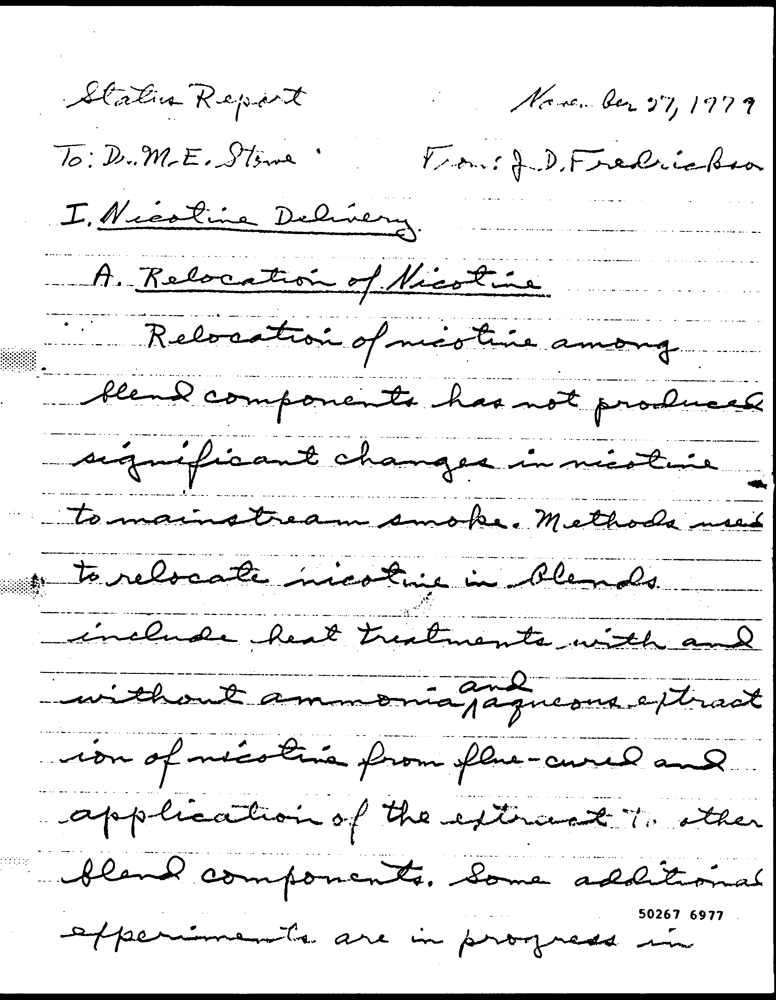 Status Report November 27, 1979
To: Dr. M. E. Stowe From: J. D. Fredrickson
I. Nicotine Delivery
A. Relocation of Nicotine
Relocation of nicotine among
blend components has not produced
significant changes in nicotine
to mainstream smoke. Methods used
to relocate nicotine in blends
include heat treatments with and
without ammonia, and aqueous extract
ion of nicotine from flue-cured and
application of the extract to other
blend components. Some additional
50267 6977
experiments are in progress in